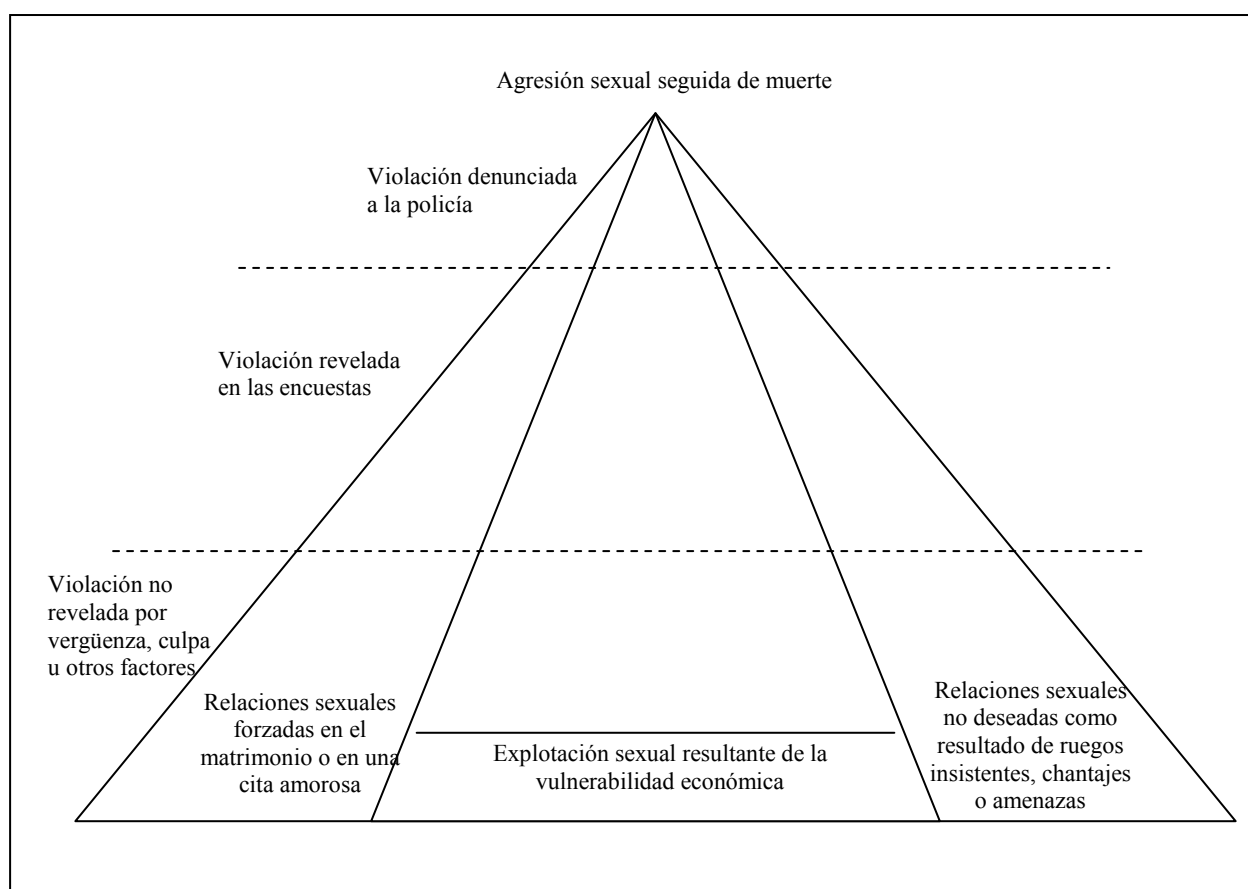 Agresión sexual seguida de muerte
Violación denunciada
a la policía
Violación revelada
en las encuestas
Violación no
revelada por
vergüenza, culpa
u otros factores
Relaciones sexuales
forzadas en el
matrimonio o en una
cita amorosa
Explotación sexual resultante de la
vulnerabilidad económica
Relaciones sexuales
no deseadas como
resultado de ruegos
insistentes, chantajes
o amenazas